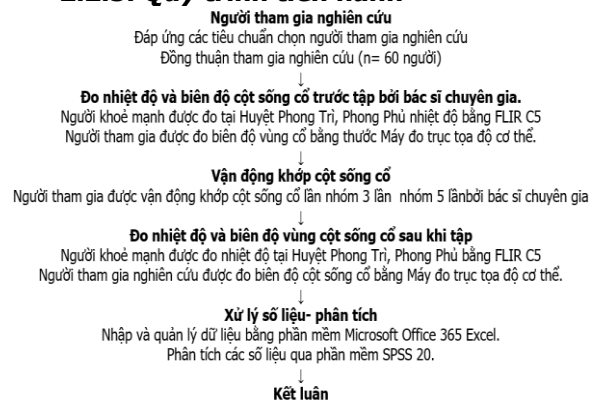 Người tham gia nghiên cứu
Đáp ứng các tiêu chuẩn chọn người tham gia nghiên cứu
Đồng thuận tham gia nghiên cứu (n= 60 người)
↓
Đo nhiệt độ và biên độ cột sống cổ trước tập bởi bác sĩ chuyên gia.
Người khoẻ mạnh được đo tại Huyệt Phong Trì, Phong Phủ nhiệt độ bằng FLIR C5
Người tham gia được đo biên độ vùng cổ bằng thước Máy đo trục tọa độ cơ thể.
↓
Vận động khớp cột sống cổ
Người tham gia được vận động khớp cột sống cổ lần nhóm 3 lần nhóm 5 lầnbởi bác sĩ chuyên gia
↓
Đo nhiệt độ và biên độ vùng cột sống cổ sau khi tập
Người khoẻ mạnh được đo nhiệt độ tại Huyệt Phong Trì, Phong Phủ bằng FLIR C5
Người tham gia nghiên cứu được đo biên độ cột sống cổ bằng Máy đo trục tọa độ cơ thể.
↓
Xử lý số liệu- phân tích
Nhập và quản lý dữ liệu bằng phần mềm Microsoft Office 365 Excel.
Phân tích các số liệu qua phần mềm SPSS 20.
↓
Kết luận